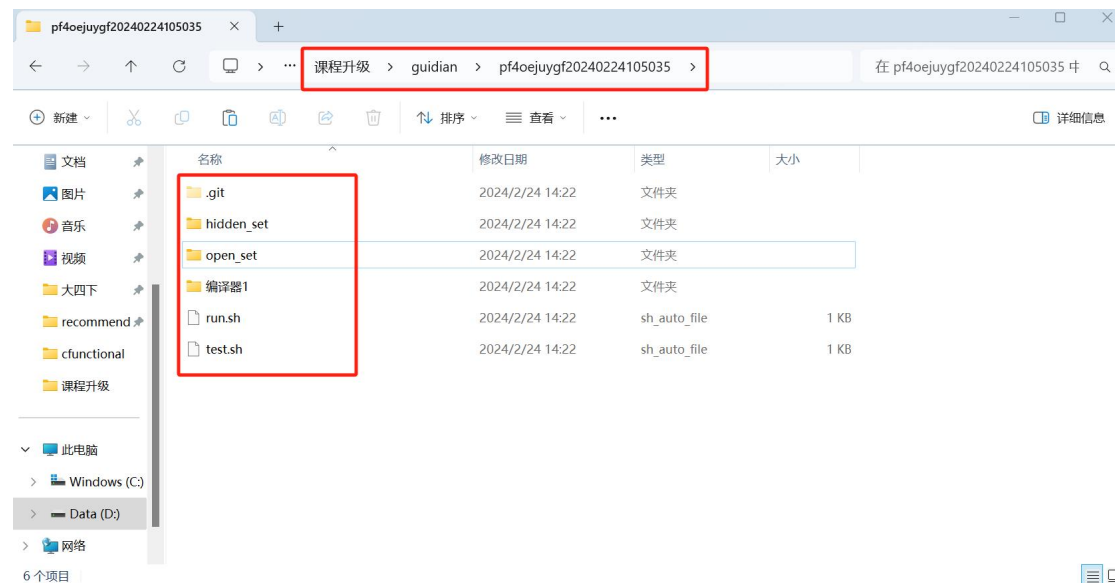 pf4oejuygf20240224105035
课程升级 > guidian > pf4oejuygf20240224105035 >
在 pf4oejuygf20240224105035 中
新建
排序
查看
详细信息
名称 修改日期 类型 大小
.git 2024/2/24 14:22 文件夹
hidden_set 2024/2/24 14:22 文件夹
open_set 2024/2/24 14:22 文件夹
编译器1 2024/2/24 14:22 文件夹
run.sh 2024/2/24 14:22 sh_auto_file 1 KB
test.sh 2024/2/24 14:22 sh_auto_file 1 KB
文档
图片
音乐
视频
大四下
recommend
cfunctional
课程升级
此电脑
Windows (C:)
Data (D:)
网络
6 个项目